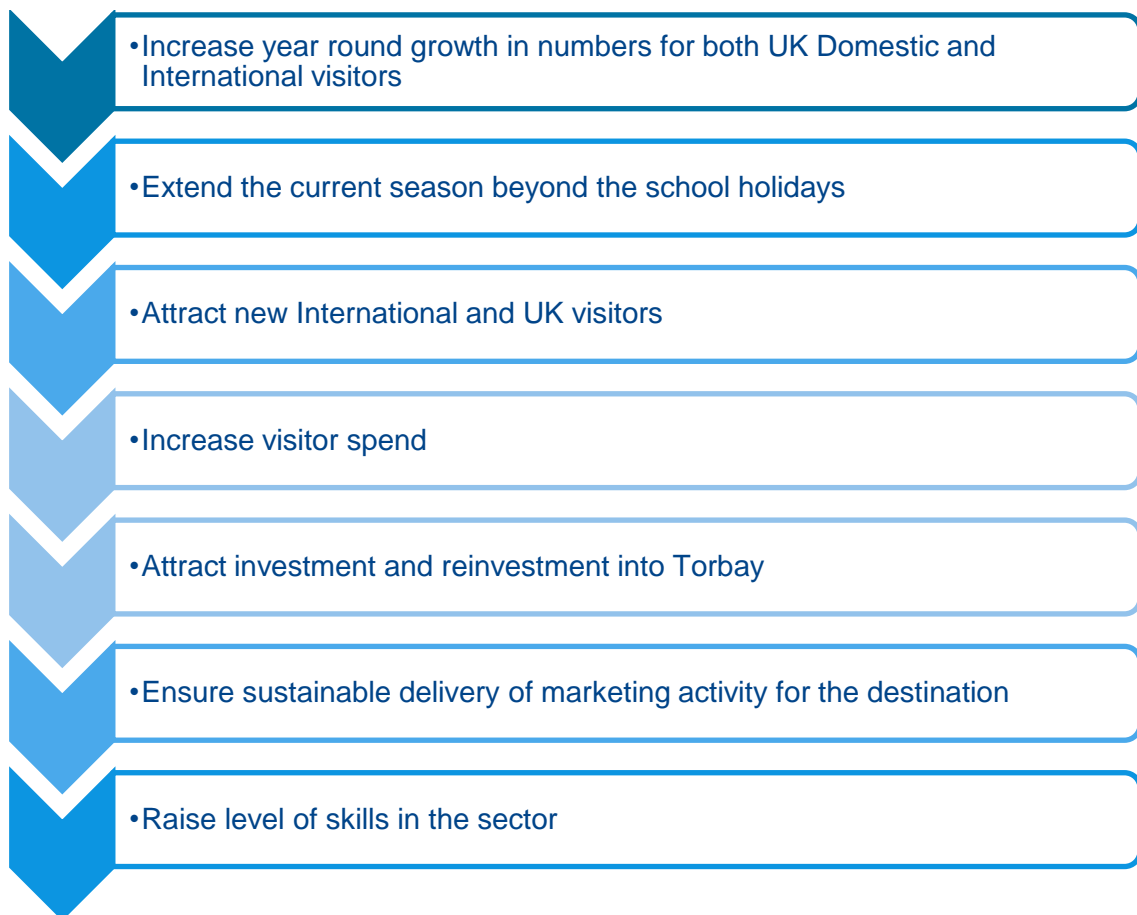 •Increase year round growth in numbers for both UK Domestic and
International visitors
•Extend the current season beyond the school holidays
•Attract new International and UK visitors
•Increase visitor spend
•Attract investment and reinvestment into Torbay
•Ensure sustainable delivery of marketing activity for the destination
•Raise level of skills in the sector